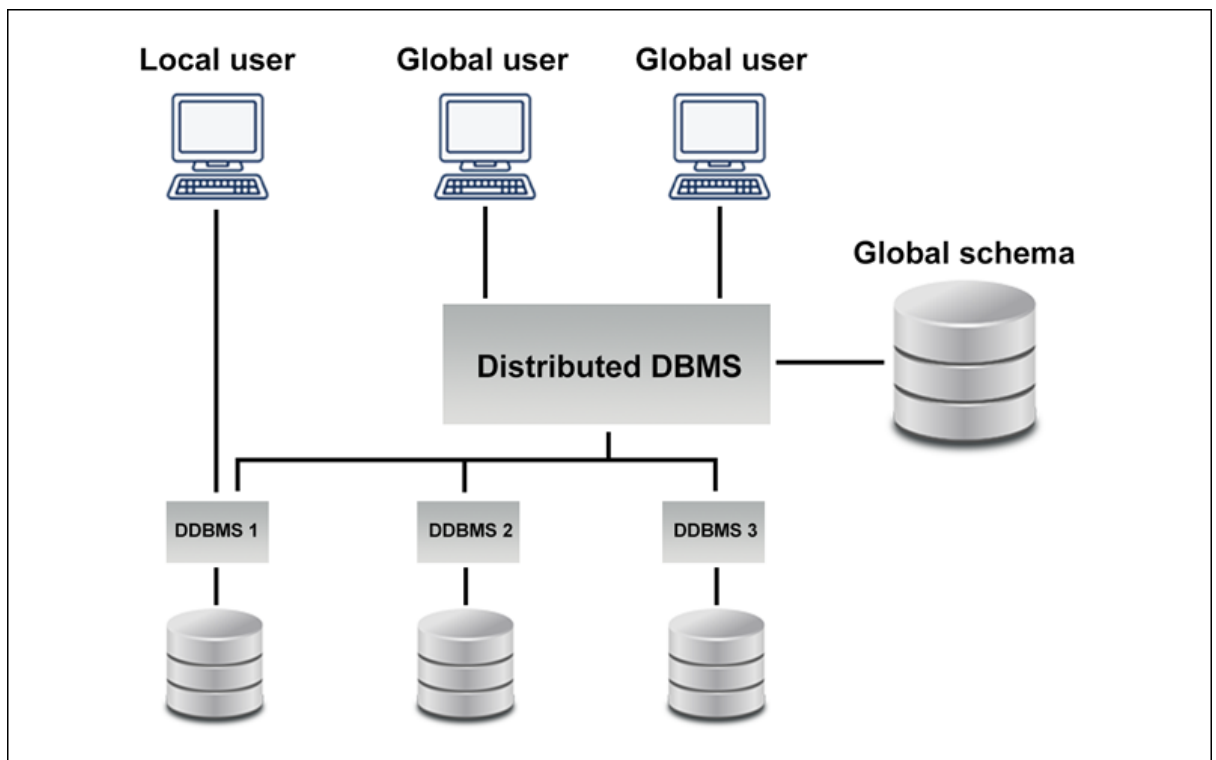 Local user
Global user
Global user
Global schema
Distributed DBMS
DDBMS 1
DDBMS 2
DDBMS 3